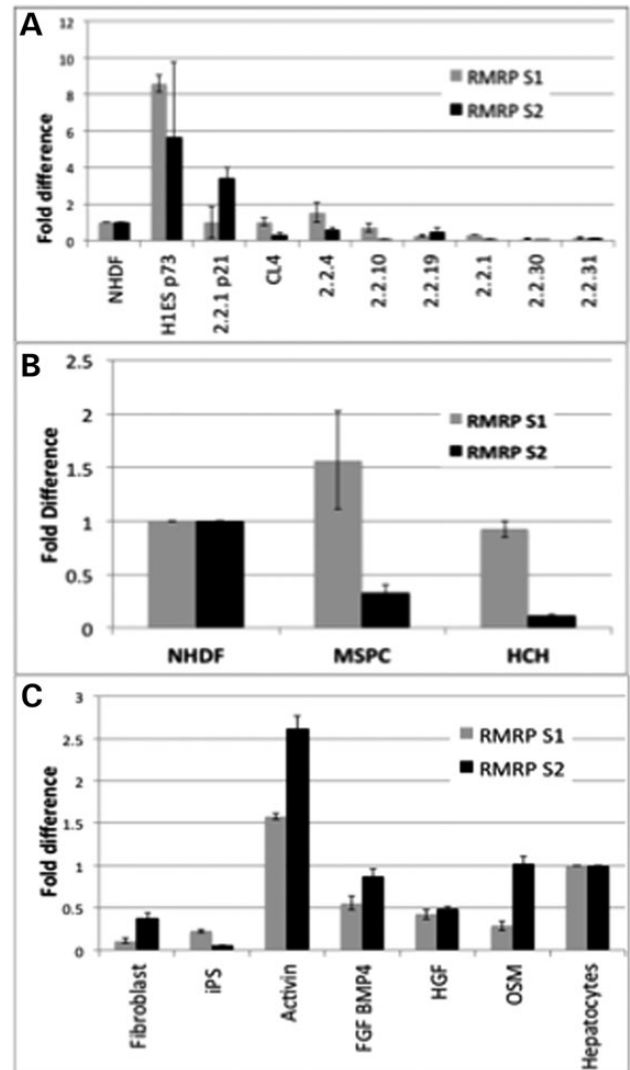 A
12
10
8
6
4
2
0
Fold difference
RMRP S1
RMRP S2
NHDF
H1ES p73
2.2.1 p21
CL4
2.2.4
2.2.10
2.2.19
2.2.1
2.2.30
2.2.31
B
2.5
2
1.5
1
0.5
0
Fold Difference
RMRP S1
RMRP S2
NHDF
MSPC
HCH
C
3
2.5
2
1.5
1
0.5
0
Fold difference
RMRP S1
RMRP S2
Fibroblast
iPS
Activin
FGF BMP4
HGF
OSM
Hepatocytes